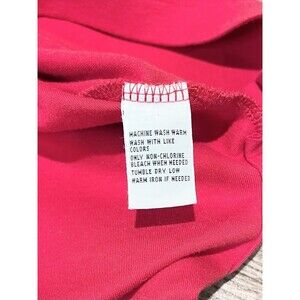 MACHINE WASH WARM
WASH WITH LIKE
COLORS
ONLY NON-CHLORINE
BLEACH WHEN NEEDED
TUMBLE DRY LOW
WARM IRON IF NEEDED